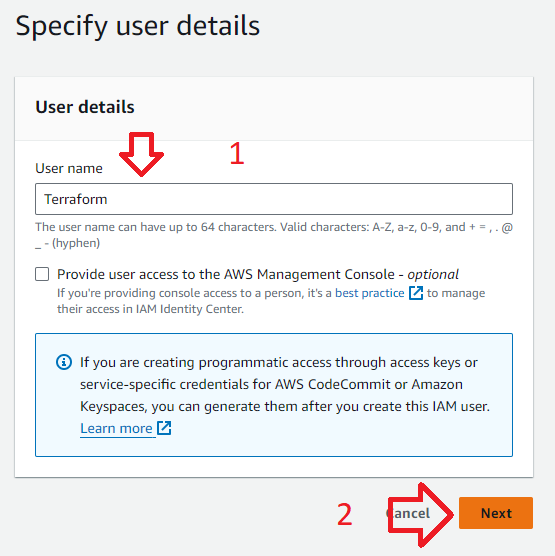 Specify user details
User details
1
User name
Terraform
The user name can have up to 64 characters. Valid characters: A-Z, a-z, 0-9, and + = , . @
_ - (hyphen)
Provide user access to the AWS Management Console - optional
If you're providing console access to a person, it's a best practice to manage
their access in IAM Identity Center.
If you are creating programmatic access through access keys or
service-specific credentials for AWS CodeCommit or Amazon
Keyspaces, you can generate them after you create this IAM user.
Learn more
2 Cancel Next